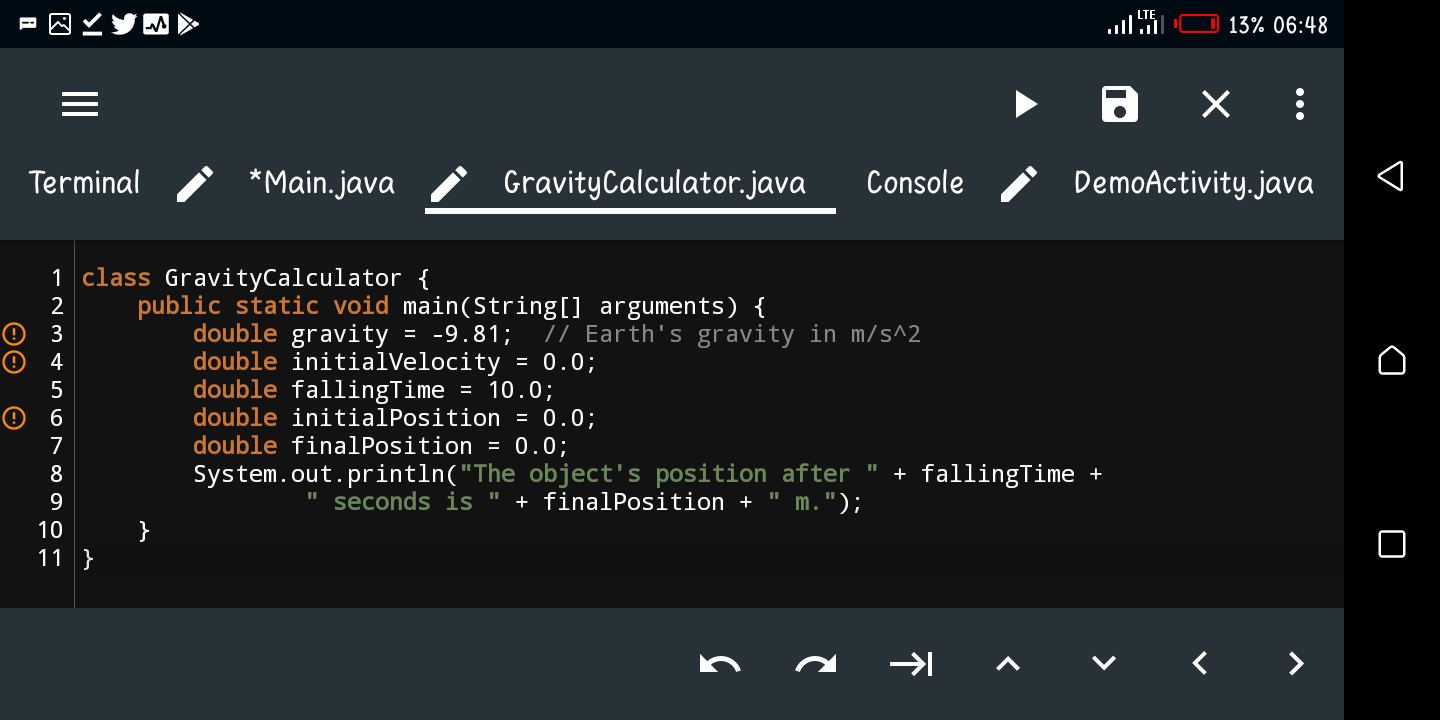 LTE
13% 06:48
Terminal *Main.java GravityCalculator.java Console DemoActivity.java
1 class GravityCalculator {
2     public static void main(String[] arguments) {
3         double gravity = -9.81;  // Earth's gravity in m/s^2
4         double initialVelocity = 0.0;
5         double fallingTime = 10.0;
6         double initialPosition = 0.0;
7         double finalPosition = 0.0;
8         System.out.println("The object's position after " + fallingTime +
9                 " seconds is " + finalPosition + " m.");
10     }
11 }